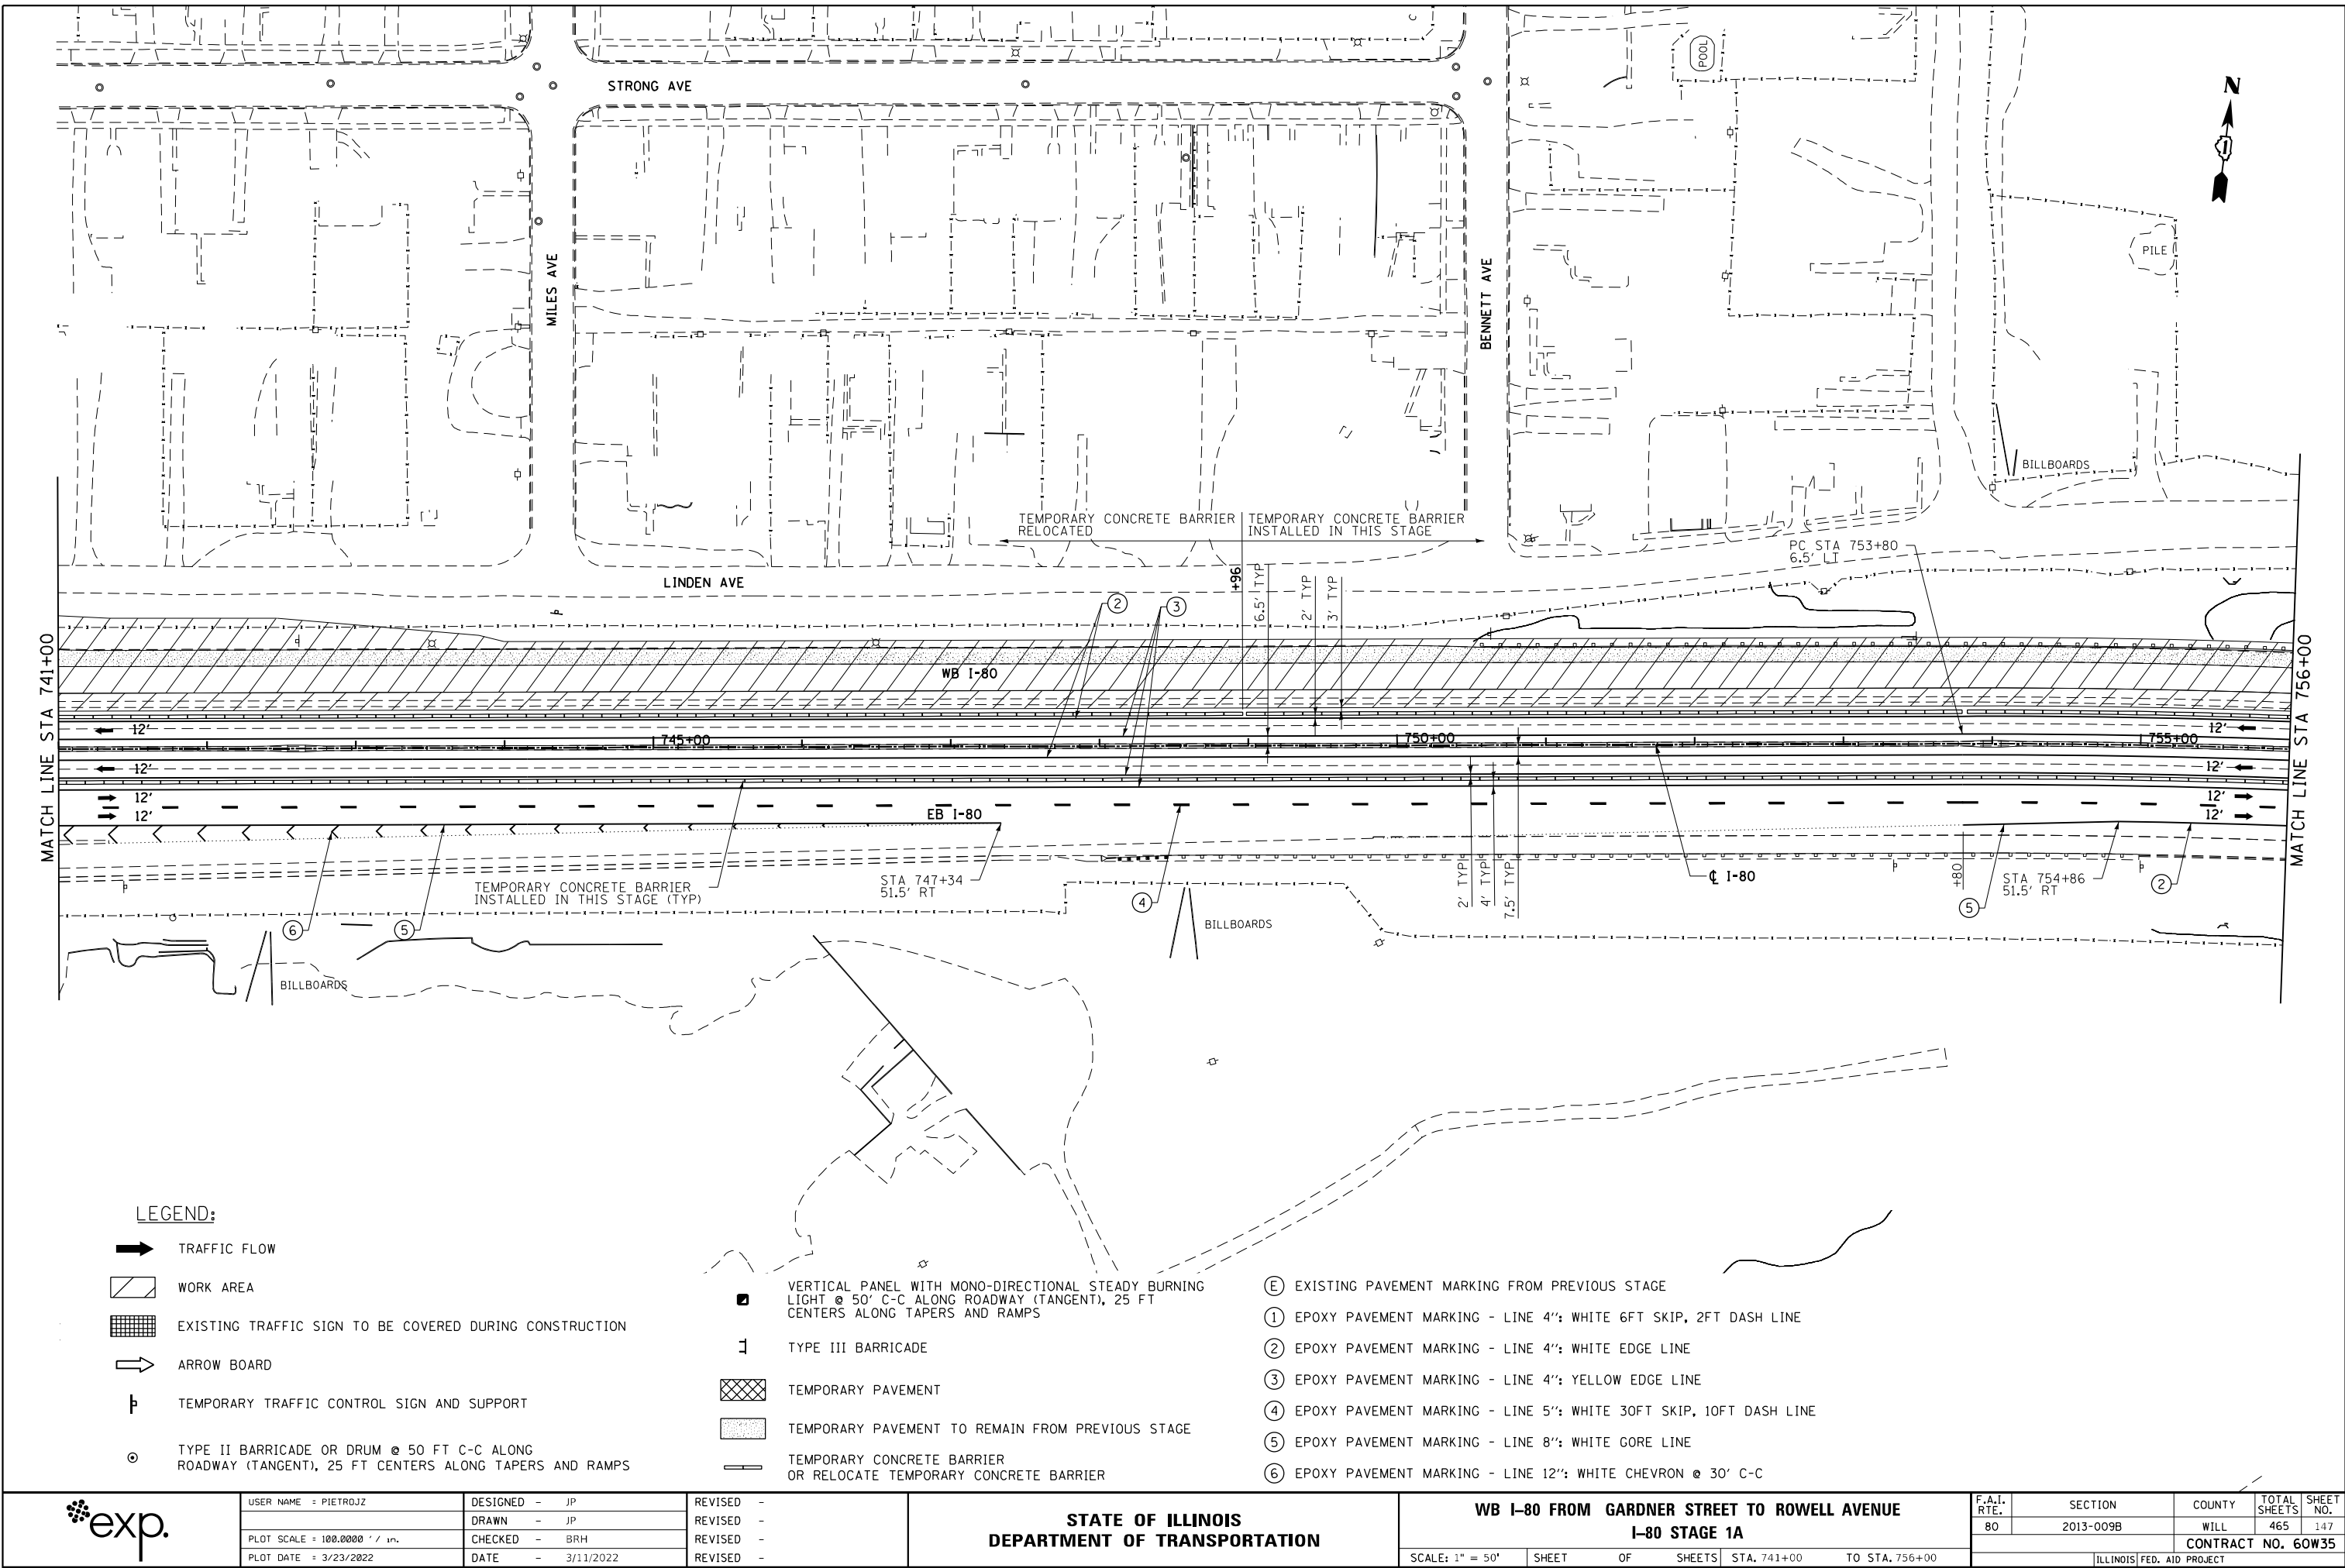 STRONG AVE
POOL
N
1
PILE
MILES AVE
BENNETT AVE
BILLBOARDS
TEMPORARY CONCRETE BARRIER
RELOCATED
TEMPORARY CONCRETE BARRIER
INSTALLED IN THIS STAGE
PC STA 753+80
6.5' LT
LINDEN AVE
+96
6.5' TYP
2' TYP
3' TYP
2
3
MATCH LINE STA 741+00
MATCH LINE STA 756+00
WB I-80
12'
12'
745+00
750+00
755+00
12'
12'
12'
12'
12'
12'
EB I-80
TEMPORARY CONCRETE BARRIER
INSTALLED IN THIS STAGE (TYP)
STA 747+34
51.5' RT
2' TYP
4' TYP
7.5' TYP
℄ I-80
+80
STA 754+86
51.5' RT
2
4
5
6
5
BILLBOARDS
BILLBOARDS
LEGEND:
TRAFFIC FLOW
WORK AREA
EXISTING TRAFFIC SIGN TO BE COVERED DURING CONSTRUCTION
ARROW BOARD
TEMPORARY TRAFFIC CONTROL SIGN AND SUPPORT
TYPE II BARRICADE OR DRUM @ 50 FT C-C ALONG
ROADWAY (TANGENT), 25 FT CENTERS ALONG TAPERS AND RAMPS
VERTICAL PANEL WITH MONO-DIRECTIONAL STEADY BURNING
LIGHT @ 50' C-C ALONG ROADWAY (TANGENT), 25 FT
CENTERS ALONG TAPERS AND RAMPS
TYPE III BARRICADE
TEMPORARY PAVEMENT
TEMPORARY PAVEMENT TO REMAIN FROM PREVIOUS STAGE
TEMPORARY CONCRETE BARRIER
OR RELOCATE TEMPORARY CONCRETE BARRIER
E EXISTING PAVEMENT MARKING FROM PREVIOUS STAGE
1 EPOXY PAVEMENT MARKING - LINE 4": WHITE 6FT SKIP, 2FT DASH LINE
2 EPOXY PAVEMENT MARKING - LINE 4": WHITE EDGE LINE
3 EPOXY PAVEMENT MARKING - LINE 4": YELLOW EDGE LINE
4 EPOXY PAVEMENT MARKING - LINE 5": WHITE 30FT SKIP, 10FT DASH LINE
5 EPOXY PAVEMENT MARKING - LINE 8": WHITE GORE LINE
6 EPOXY PAVEMENT MARKING - LINE 12": WHITE CHEVRON @ 30' C-C
exp.
USER NAME = PIETROJZ
PLOT SCALE = 100.0000 ' / in.
PLOT DATE = 3/23/2022
DESIGNED - JP
DRAWN - JP
CHECKED - BRH
DATE - 3/11/2022
REVISED -
REVISED -
REVISED -
REVISED -
STATE OF ILLINOIS
DEPARTMENT OF TRANSPORTATION
WB I-80 FROM GARDNER STREET TO ROWELL AVENUE
I-80 STAGE 1A
SCALE: 1" = 50' SHEET OF SHEETS STA. 741+00 TO STA. 756+00
F.A.I. RTE. SECTION COUNTY TOTAL SHEETS SHEET NO.
80 2013-009B WILL 465 147
CONTRACT NO. 60W35
ILLINOIS FED. AID PROJECT